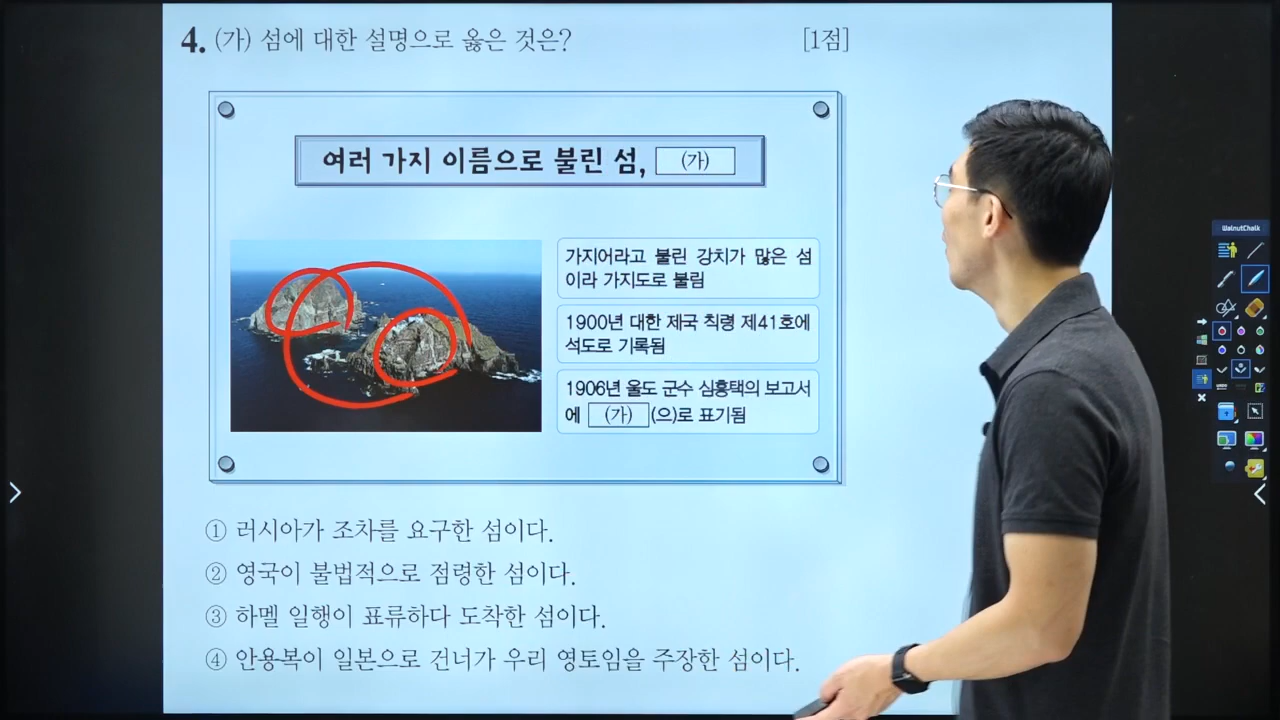 4. (가) 섬에 대한 설명으로 옳은 것은? [1점]
여러 가지 이름으로 불린 섬, (가)
가지어라고 불린 강치가 많은 섬
이라 가지도로 불림
1900년 대한 제국 칙령 제41호에
석도로 기록됨
1906년 울도 군수 심흥택의 보고서
에 (가) (으)로 표기됨
① 러시아가 조차를 요구한 섬이다.
② 영국이 불법적으로 점령한 섬이다.
③ 하멜 일행이 표류하다 도착한 섬이다.
④ 안용복이 일본으로 건너가 우리 영토임을 주장한 섬이다.
WalnutChalk